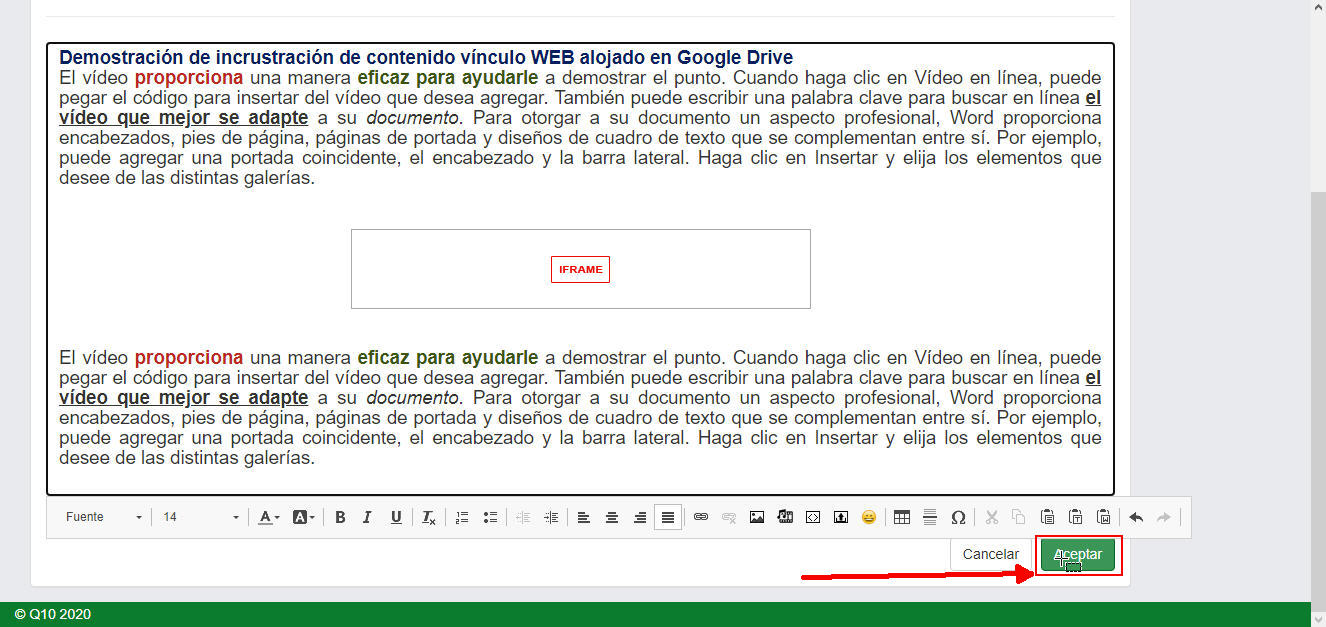 Demostración de incrustración de contenido vínculo WEB alojado en Google Drive
El vídeo proporciona una manera eficaz para ayudarle a demostrar el punto. Cuando haga clic en Vídeo en línea, puede
pegar el código para insertar del vídeo que desea agregar. También puede escribir una palabra clave para buscar en línea el
vídeo que mejor se adapte a su documento. Para otorgar a su documento un aspecto profesional, Word proporciona
encabezados, pies de página, páginas de portada y diseños de cuadro de texto que se complementan entre sí. Por ejemplo,
puede agregar una portada coincidente, el encabezado y la barra lateral. Haga clic en Insertar y elija los elementos que
desee de las distintas galerías.
IFRAME
El vídeo proporciona una manera eficaz para ayudarle a demostrar el punto. Cuando haga clic en Vídeo en línea, puede
pegar el código para insertar del vídeo que desea agregar. También puede escribir una palabra clave para buscar en línea el
vídeo que mejor se adapte a su documento. Para otorgar a su documento un aspecto profesional, Word proporciona
encabezados, pies de página, páginas de portada y diseños de cuadro de texto que se complementan entre sí. Por ejemplo,
puede agregar una portada coincidente, el encabezado y la barra lateral. Haga clic en Insertar y elija los elementos que
desee de las distintas galerías.
Fuente 14 A A B I U Tx Ω
Cancelar Aceptar
© Q10 2020